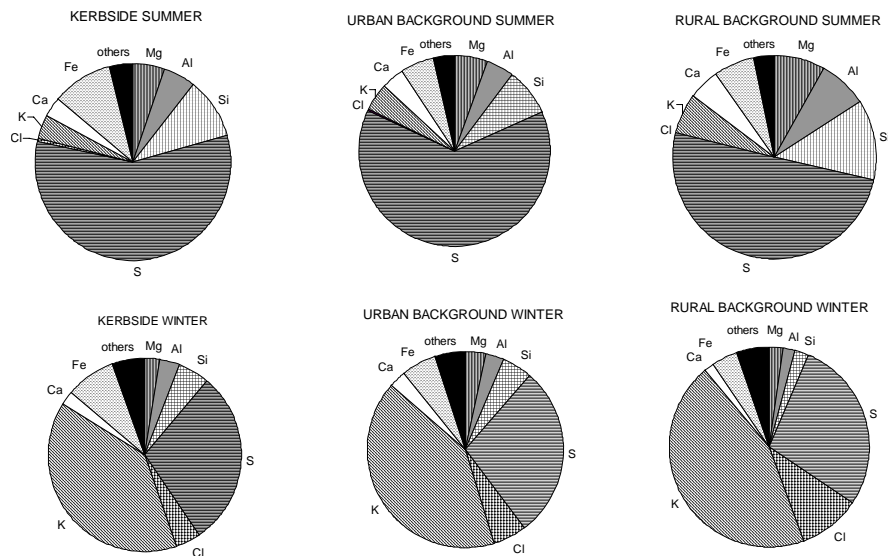 KERBSIDE SUMMER
others
Mg
Fe
Al
Ca
Si
K
Cl
S
URBAN BACKGROUND SUMMER
others
Mg
Cl
Fe
Al
Ca
Si
K
Cl
S
RURAL BACKGROUND SUMMER
others
Mg
Fe
Al
Ca
K
S
Cl
S
KERBSIDE WINTER
others
Mg
Al
Fe
Si
Ca
S
K
Cl
URBAN BACKGROUND WINTER
others
Mg
Al
Fe
Si
Ca
S
K
Cl
RURAL BACKGROUND WINTER
others
Mg
Al
Fe
Si
Ca
S
K
Cl